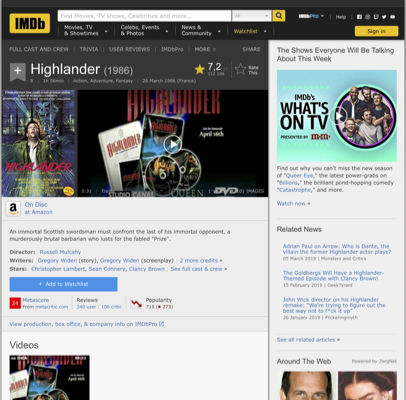 IMDb
Find Movies, TV shows, Celebrities and more...
All
IMDbPro
Help
Movies, TV
& Showtimes
Celebs, Events
& Photos
News &
Community
Watchlist
Sign in
FULL CAST AND CREW | TRIVIA | USER REVIEWS | IMDbPro | MORE
SHARE
Highlander (1986)
7,2
Rate
This
1h 56min | Action, Adventure, Fantasy | 26 March 1986 (France)
HIGHLANDER
April 16th
0:31 | Trailer
STUDIO CANAL
QUEEN
DVD
IMAGES
On Disc
at Amazon
An immortal Scottish swordsman must confront the last of his immortal opponent, a
murderously brutal barbarian who lusts for the fabled "Prize".
Director: Russell Mulcahy
Writers: Gregory Widen (story), Gregory Widen (screenplay) | 2 more credits »
Stars: Christopher Lambert, Sean Connery, Clancy Brown | See full cast & crew »
+ Add to Watchlist
24
Metascore
From metacritic.com
Reviews
340 user | 106 critic
Popularity
718 (273)
View production, box office, & company info on IMDbPro
Videos
The Shows Everyone Will Be Talking
About This Week
IMDb's
WHAT'S
ON TV
PRESENTED BY
Find out why you can't miss the new season
of "Queer Eye," the latest power-grabs on
"Billions," the brilliant pond-hopping comedy
"Catastrophe," and more.
Watch now »
Related News
Adrian Paul on Arrow: Who is Dante, the
villain the former Highlander actor plays?
05 March 2019 | Monsters and Critics
The Goldbergs Will Have a Highlander-
Themed Episode with Clancy Brown
15 February 2019 | GeekTyrant
John Wick director on his Highlander
remake: "We're trying to figure out the
best way not to f*ck it up"
26 January 2019 | Flickeringmyth
See all related articles »
Around The Web | Powered by ZergNet